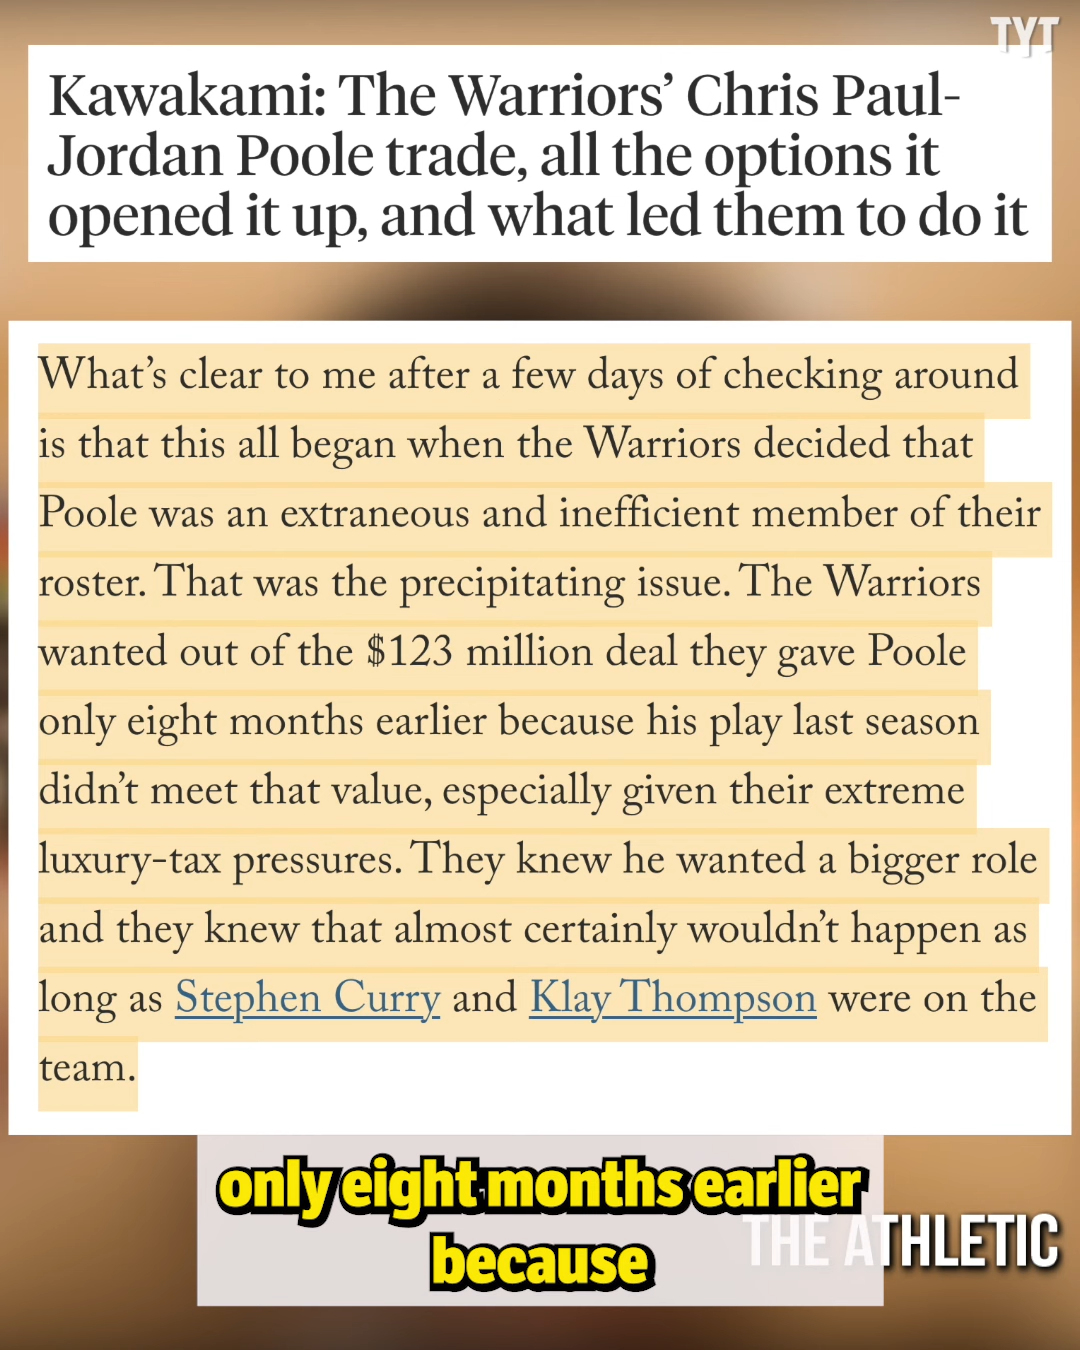 TYT
Kawakami: The Warriors’ Chris Paul-
Jordan Poole trade, all the options it
opened it up, and what led them to do it
What’s clear to me after a few days of checking around
is that this all began when the Warriors decided that
Poole was an extraneous and inefficient member of their
roster. That was the precipitating issue. The Warriors
wanted out of the $123 million deal they gave Poole
only eight months earlier because his play last season
didn’t meet that value, especially given their extreme
luxury-tax pressures. They knew he wanted a bigger role
and they knew that almost certainly wouldn’t happen as
long as Stephen Curry and Klay Thompson were on the
team.
only eight months earlier
because
THE ATHLETIC